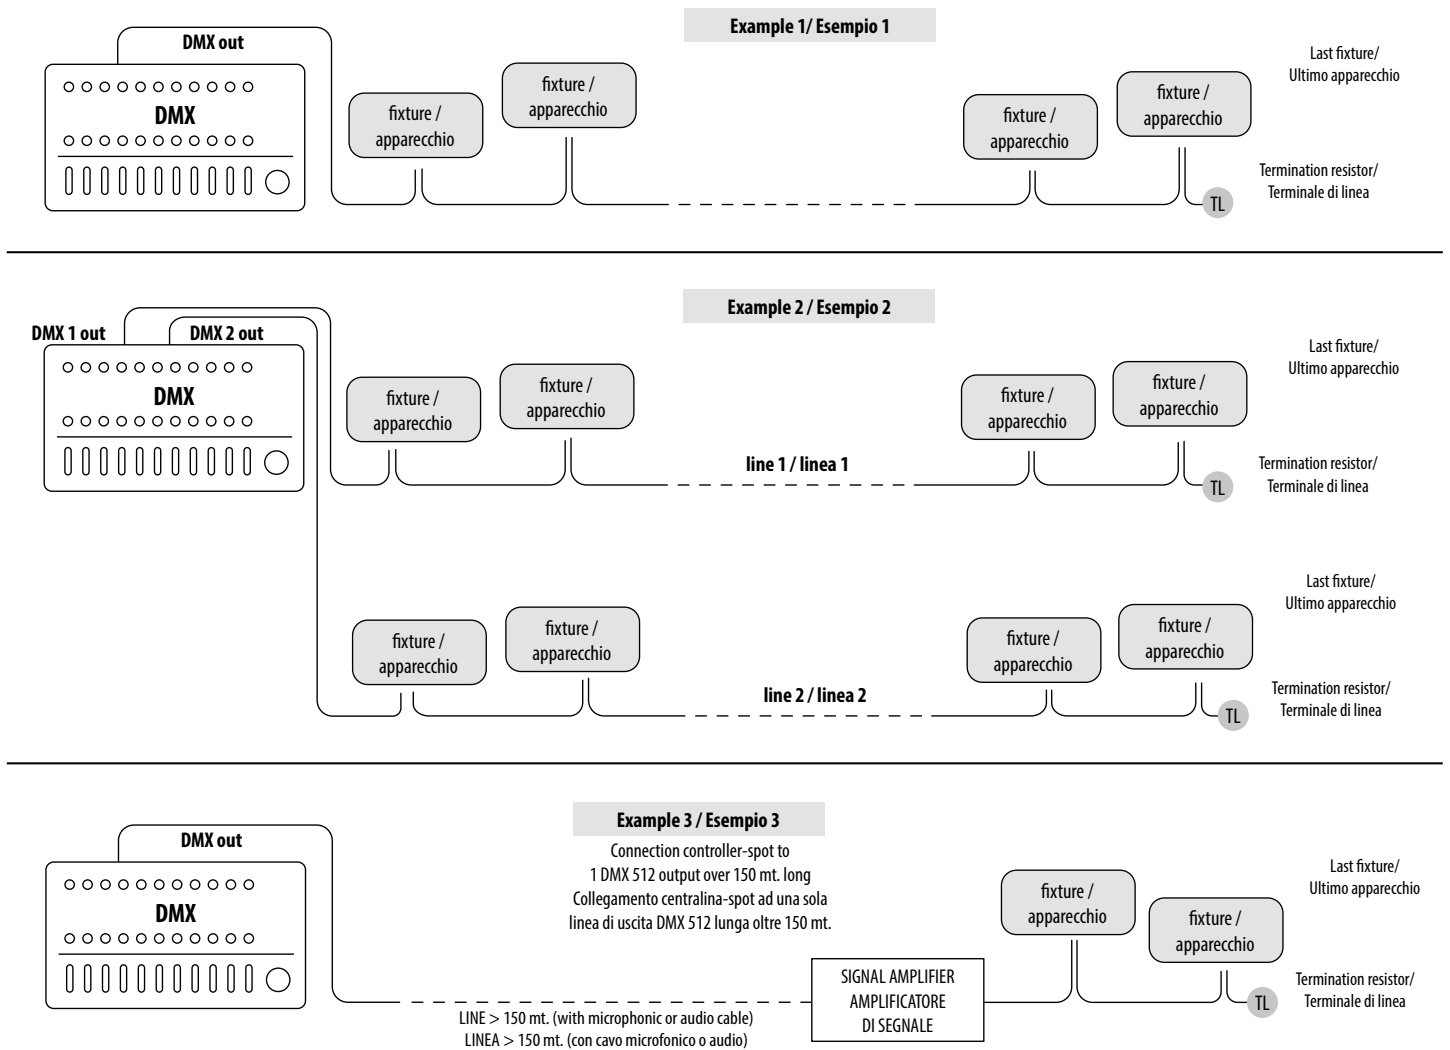 Example 1/ Esempio 1
DMX out
DMX
fixture /
apparecchio
fixture /
apparecchio
fixture /
apparecchio
fixture /
apparecchio
Last fixture/
Ultimo apparecchio
Termination resistor/
Terminale di linea
TL
Example 2 / Esempio 2
DMX 1 out
DMX 2 out
DMX
fixture /
apparecchio
fixture /
apparecchio
line 1 / linea 1
fixture /
apparecchio
fixture /
apparecchio
Last fixture/
Ultimo apparecchio
Termination resistor/
Terminale di linea
TL
fixture /
apparecchio
fixture /
apparecchio
line 2 / linea 2
fixture /
apparecchio
fixture /
apparecchio
Last fixture/
Ultimo apparecchio
Termination resistor/
Terminale di linea
TL
Example 3 / Esempio 3
Connection controller-spot to
1 DMX 512 output over 150 mt. long
Collegamento centralina-spot ad una sola
linea di uscita DMX 512 lunga oltre 150 mt.
DMX out
DMX
LINE > 150 mt. (with microphonic or audio cable)
LINEA > 150 mt. (con cavo microfonico o audio)
SIGNAL AMPLIFIER
AMPLIFICATORE
DI SEGNALE
fixture /
apparecchio
fixture /
apparecchio
Last fixture/
Ultimo apparecchio
Termination resistor/
Terminale di linea
TL